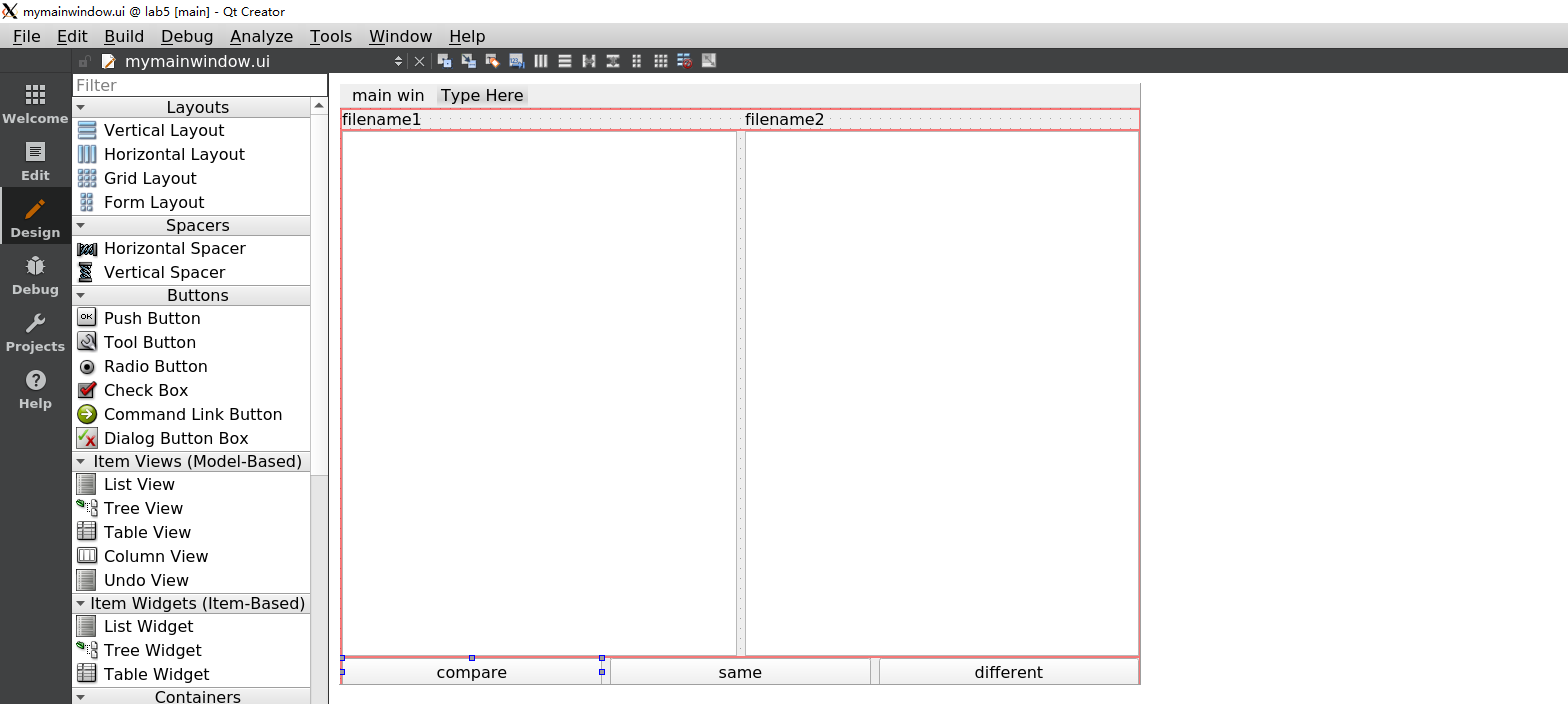 mymainwindow.ui @ lab5 [main] - Qt Creator
File Edit Build Debug Analyze Tools Window Help
mymainwindow.ui
Filter
Layouts
Vertical Layout
Horizontal Layout
Grid Layout
Form Layout
Spacers
Horizontal Spacer
Vertical Spacer
Buttons
OK Push Button
Tool Button
Radio Button
Check Box
Command Link Button
Dialog Button Box
Item Views (Model-Based)
List View
Tree View
Table View
Column View
Undo View
Item Widgets (Item-Based)
List Widget
Tree Widget
Table Widget
Containers
Welcome
Edit
Design
Debug
Projects
Help
main win Type Here
filename1 filename2
compare same different